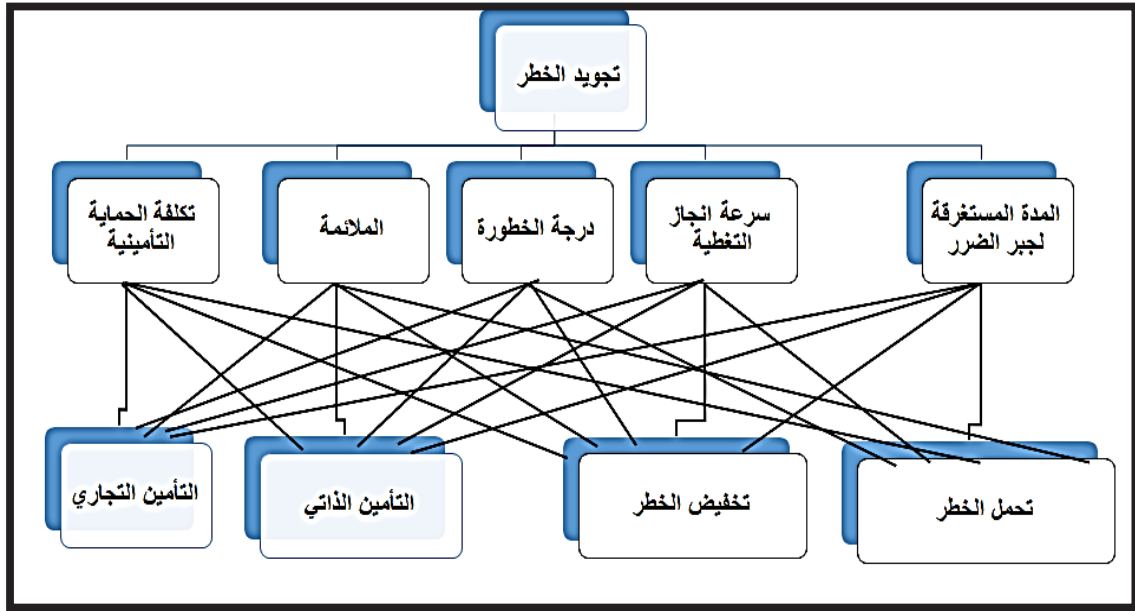 تجويد الخطر
المدة المستغرقة
لجبر الضرر
سرعة انجاز
التغطية
درجة الخطورة
الملائمة
تكلفة الحماية
التأمينية
تحمل الخطر
تخفيض الخطر
التأمين الذاتي
التأمين التجاري